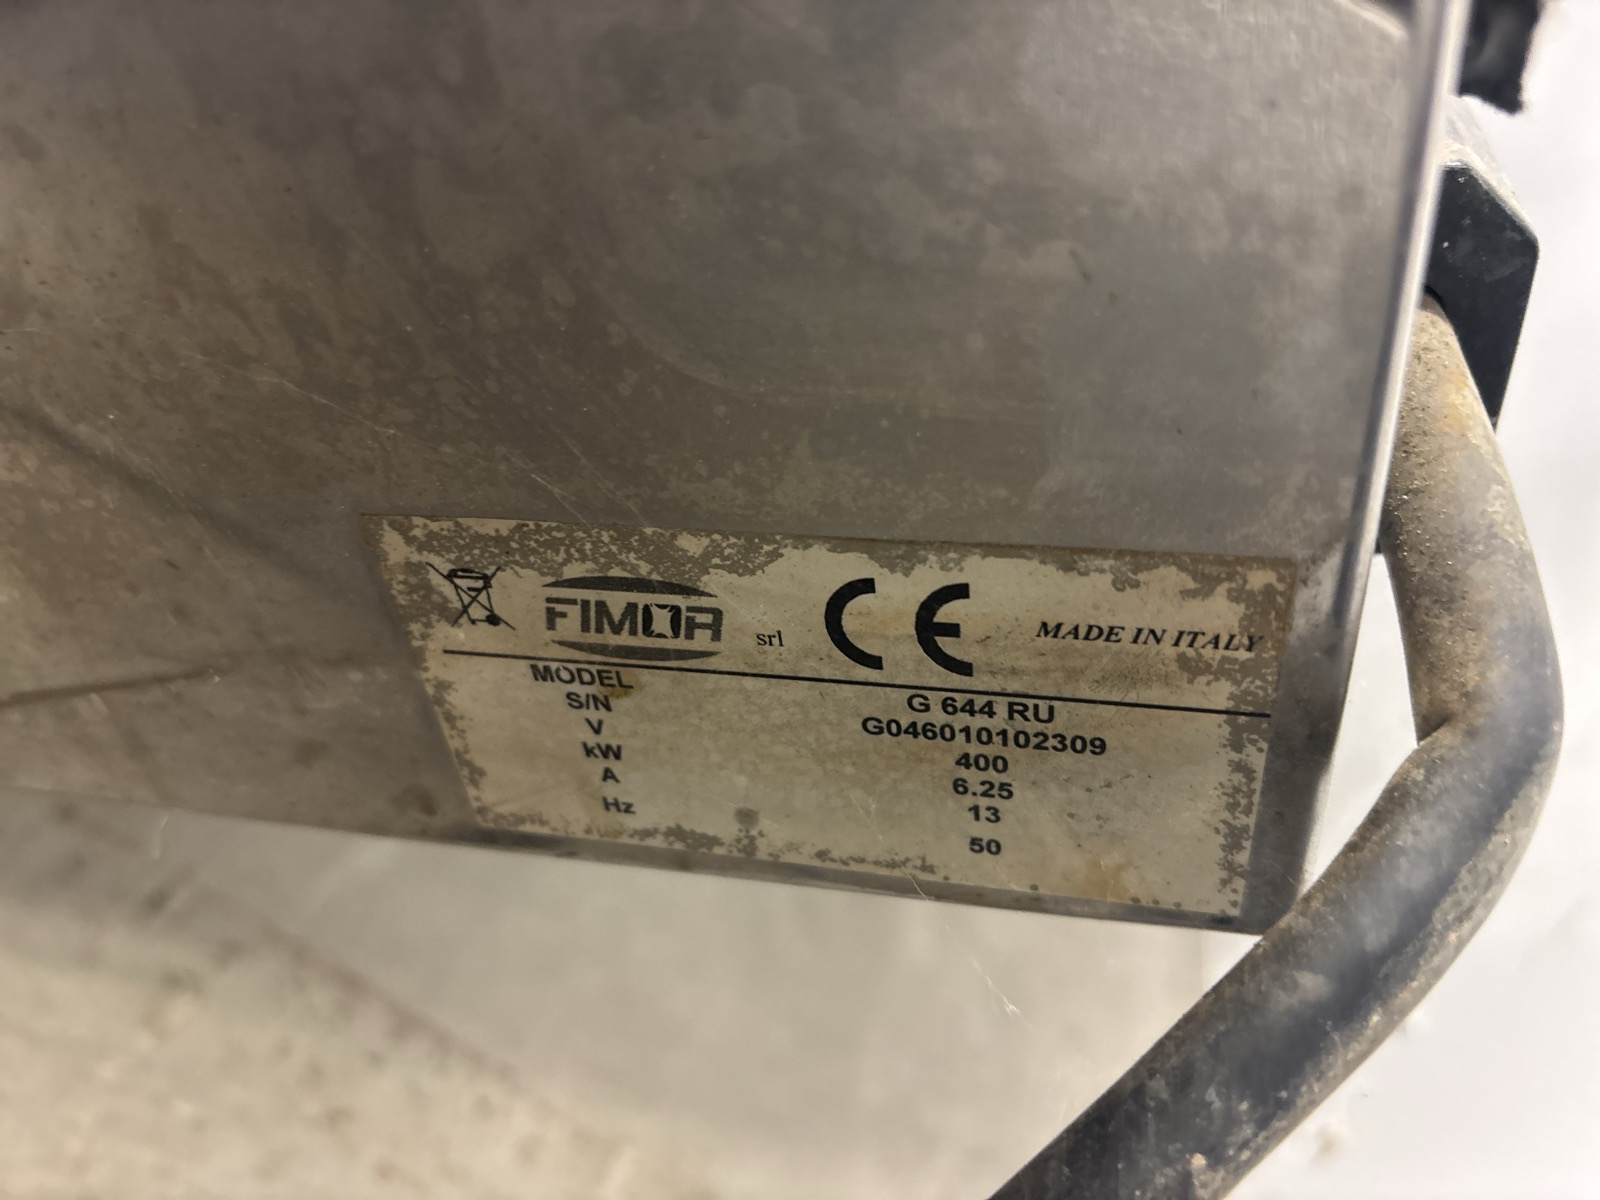 FIMOR srl CE MADE IN ITALY
MODEL G 644 RU
S/N G046010102309
V 400
kW 6.25
A 13
Hz 50